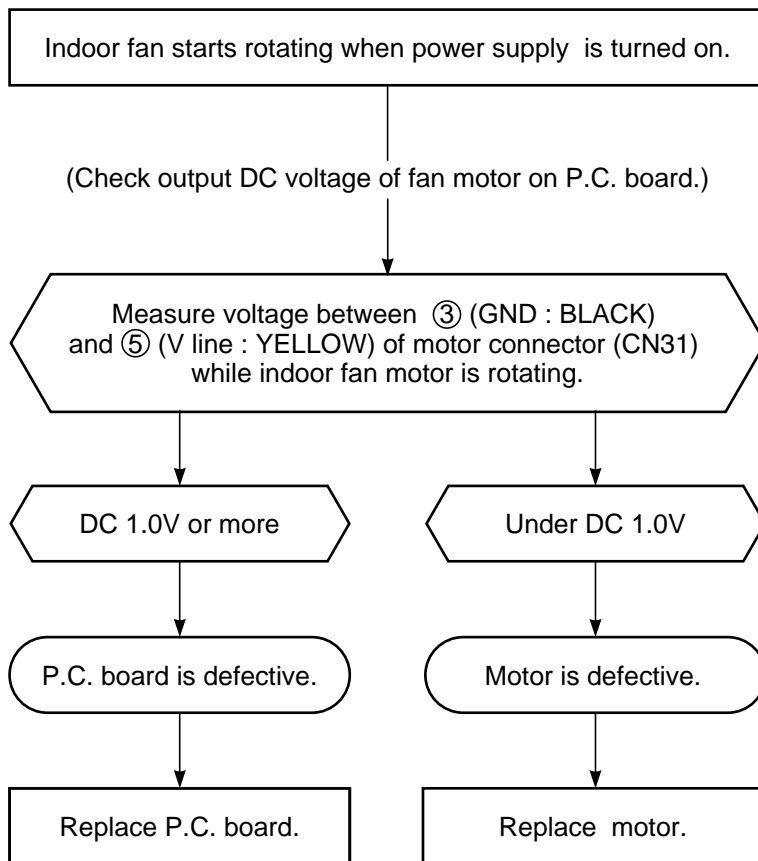 Indoor fan starts rotating when power supply is turned on.
(Check output DC voltage of fan motor on P.C. board.)
Measure voltage between ③ (GND : BLACK)
and ⑤ (V line : YELLOW) of motor connector (CN31)
while indoor fan motor is rotating.
DC 1.0V or more
Under DC 1.0V
P.C. board is defective.
Motor is defective.
Replace P.C. board.
Replace motor.